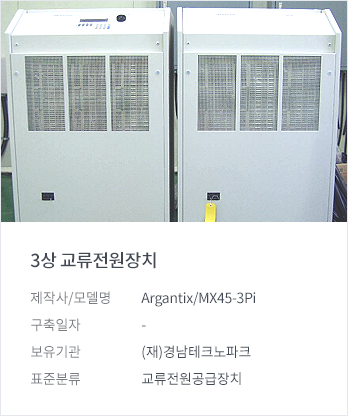 3상 교류전원장치
제작사/모델명 Argantix/MX45-3Pi
구축일자 -
보유기관 (재)경남테크노파크
표준분류 교류전원공급장치